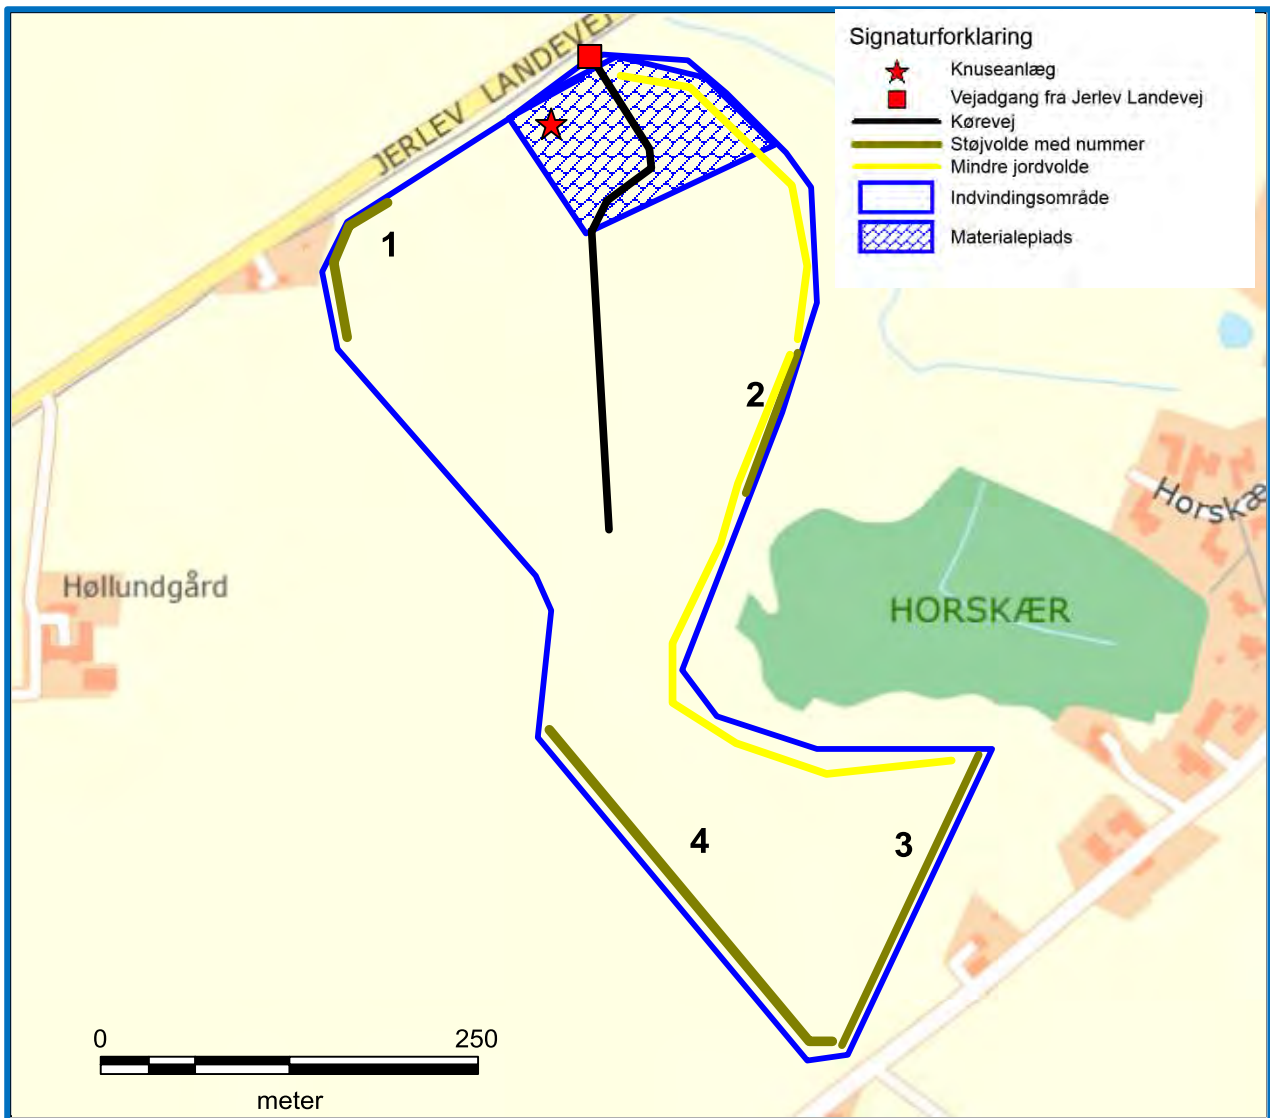 Signaturforklaring
Knuseanlæg
Vejadgang fra Jerlev Landevej
Kørevej
Støjvolde med nummer
Mindre jordvolde
Indvindingsområde
Materialeplads
JERLEV LANDEVEJ
1
2
Horskæ
Høllundgård
HORSKÆR
4
3
0 250
meter